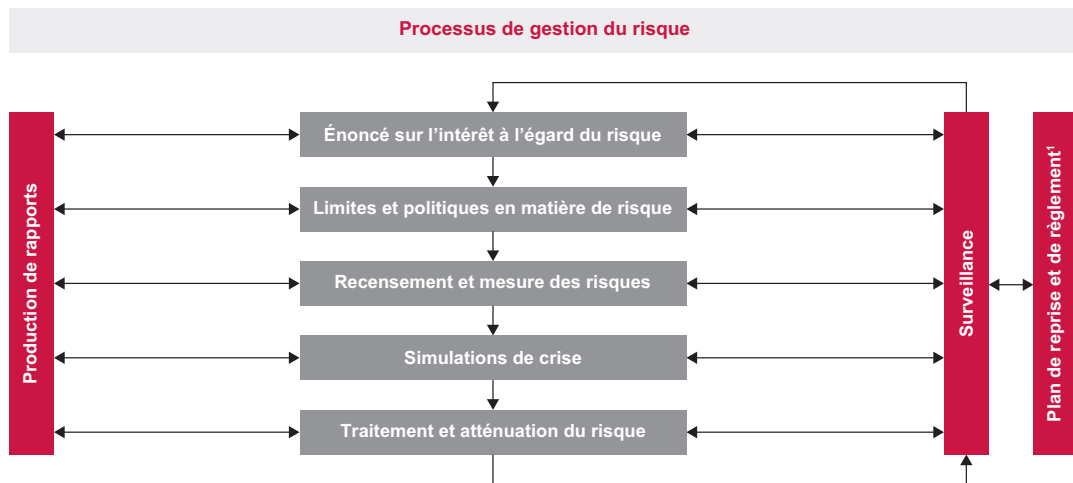 Processus de gestion du risque
Production de rapports
Énoncé sur l'intérêt à l'égard du risque
Limites et politiques en matière de risque
Recensement et mesure des risques
Simulations de crise
Traitement et atténuation du risque
Surveillance
Plan de reprise et de règlement¹